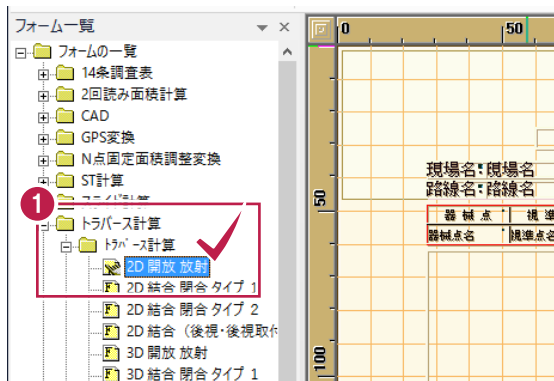 フォーム一覧
フォームの一覧
14条調査表
2回読み面積計算
CAD
GPS変換
N点固定面積調整変換
ST計算
1
トラバース計算
トラバース計算
2D 開放 放射
2D 結合 閉合 タイプ 1
2D 結合 閉合 タイプ 2
2D 結合（後視・後視取付
3D 開放 放射
3D 結合 閉合 タイプ 1
0 50
50
100
現場名:現場名
路線名:路線名
器 械 点 視 準
器械点名 視準点名